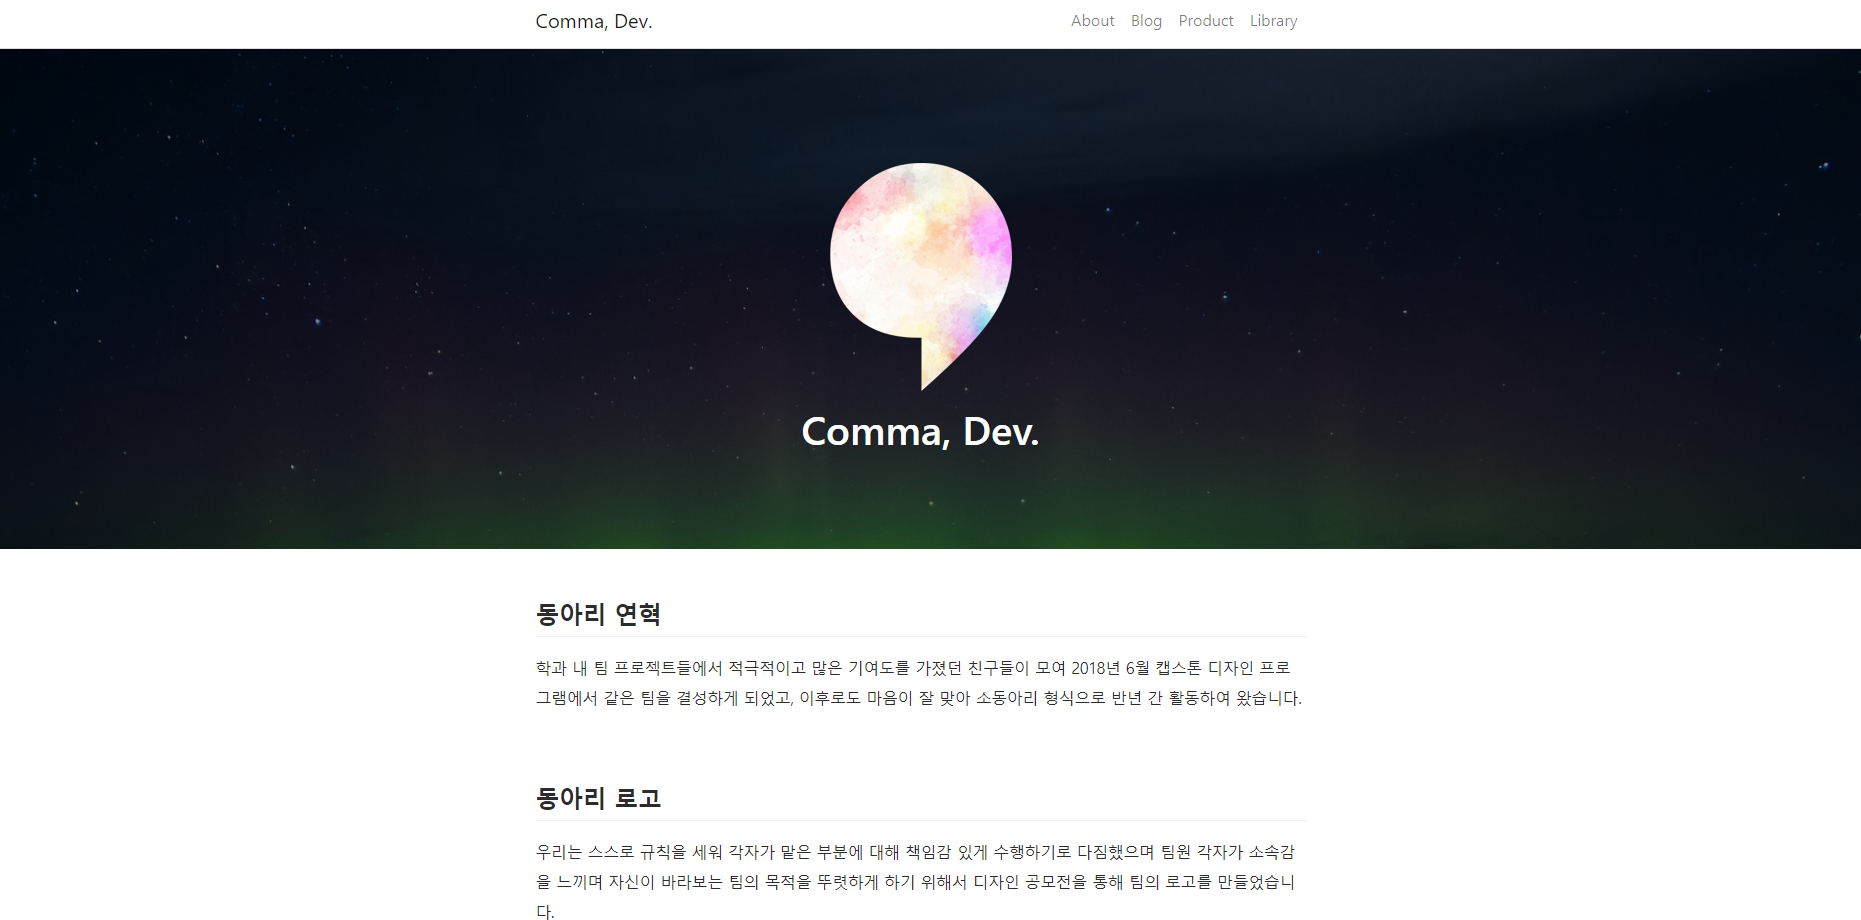 Comma, Dev.
About Blog Product Library
Comma, Dev.
동아리 연혁
학과 내 팀 프로젝트들에서 적극적이고 많은 기여도를 가졌던 친구들이 모여 2018년 6월 캡스톤 디자인 프로
그램에서 같은 팀을 결성하게 되었고, 이후로도 마음이 잘 맞아 소동아리 형식으로 반년 간 활동하여 왔습니다.
동아리 로고
우리는 스스로 규칙을 세워 각자가 맡은 부분에 대해 책임감 있게 수행하기로 다짐했으며 팀원 각자가 소속감
을 느끼며 자신이 바라보는 팀의 목적을 뚜렷하게 하기 위해서 디자인 공모전을 통해 팀의 로고를 만들었습니
다.